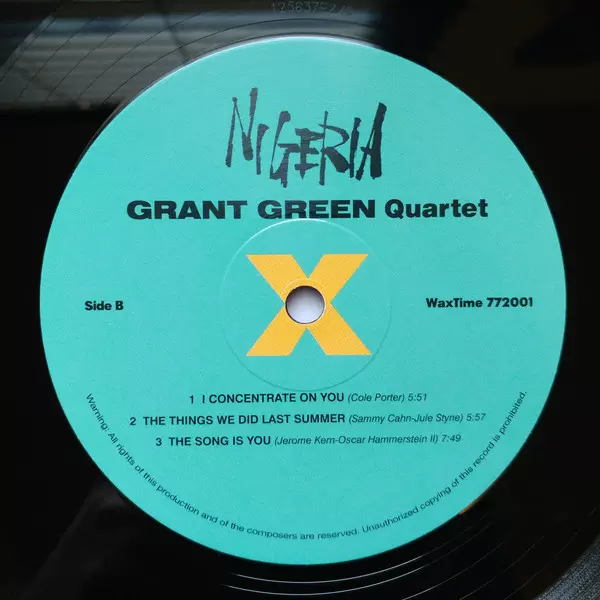 NIGERIA
GRANT GREEN Quartet
X
Side B
WaxTime 772001
1 I CONCENTRATE ON YOU (Cole Porter) 5:51
2 THE THINGS WE DID LAST SUMMER (Sammy Cahn-Jule Styne) 5:57
3 THE SONG IS YOU (Jerome Kern-Oscar Hammerstein II) 7:49
Warning: All rights of this production and of the composers are reserved. Unauthorized copying of this record is prohibited.